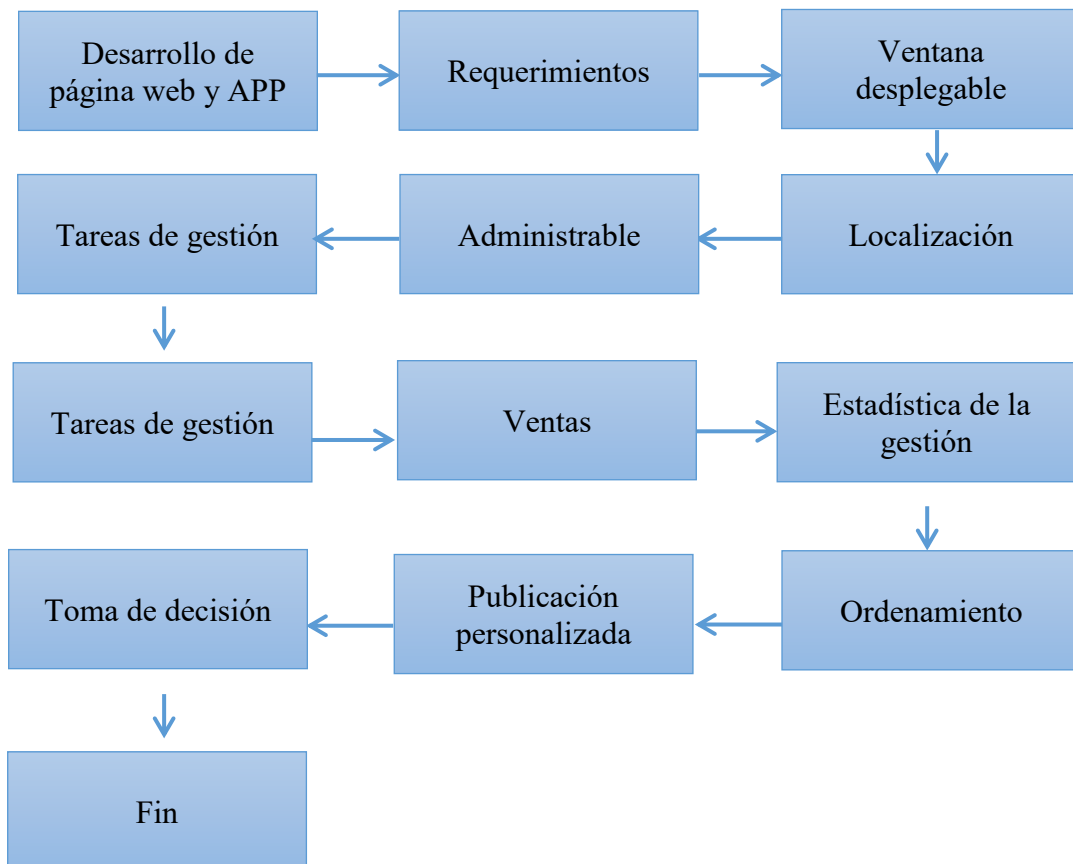 Desarrollo de
página web y APP
Requerimientos
Ventana
desplegable
Localización
Administrable
Tareas de gestión
Tareas de gestión
Ventas
Estadística de la
gestión
Ordenamiento
Publicación
personalizada
Toma de decisión
Fin